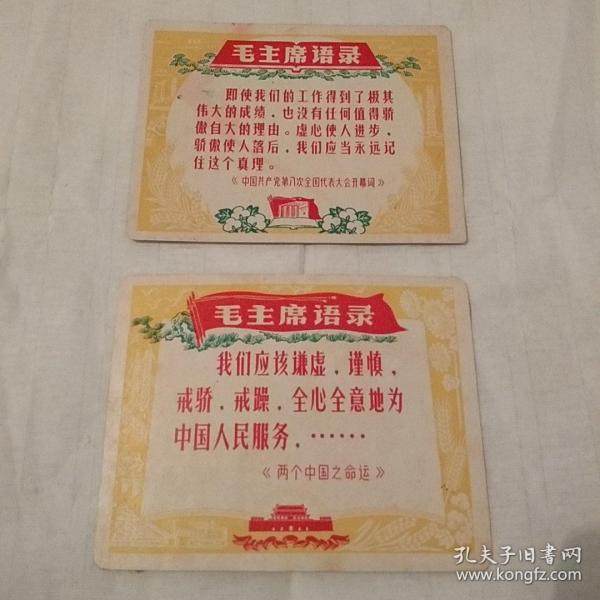 毛主席语录
即使我们的工作得到了极其
伟大的成绩，也没有任何值得骄
傲自大的理由。虚心使人进步，
骄傲使人落后，我们应当永远记
住这个真理。
《中国共产党第八次全国代表大会开幕词》
毛主席语录
我们应该谦虚，谨慎，
戒骄，戒躁，全心全意地为
中国人民服务，……
《两个中国之命运》
孔夫子旧书网
www.kongfz.com